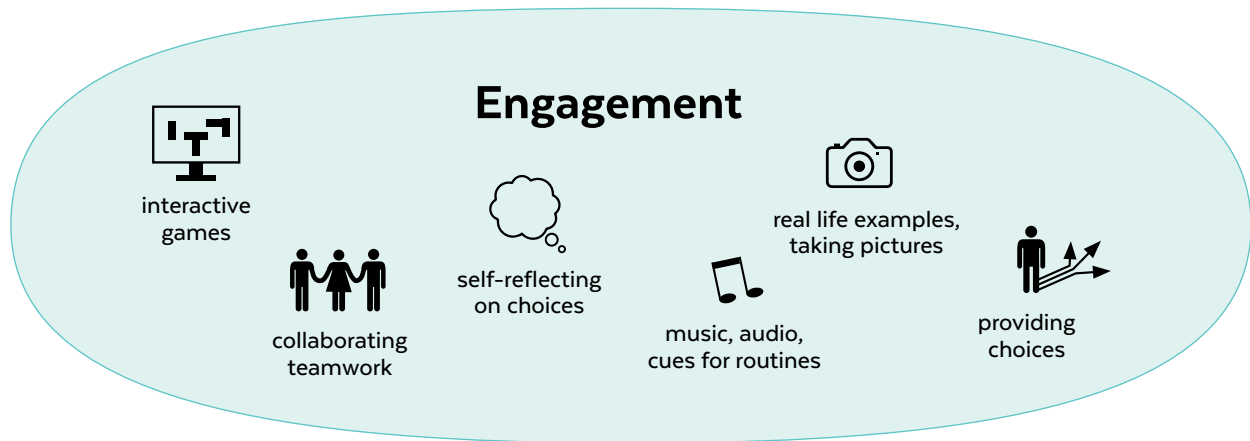 Engagement
interactive
games
collaborating
teamwork
self-reflecting
on choices
music, audio,
cues for routines
real life examples,
taking pictures
providing
choices